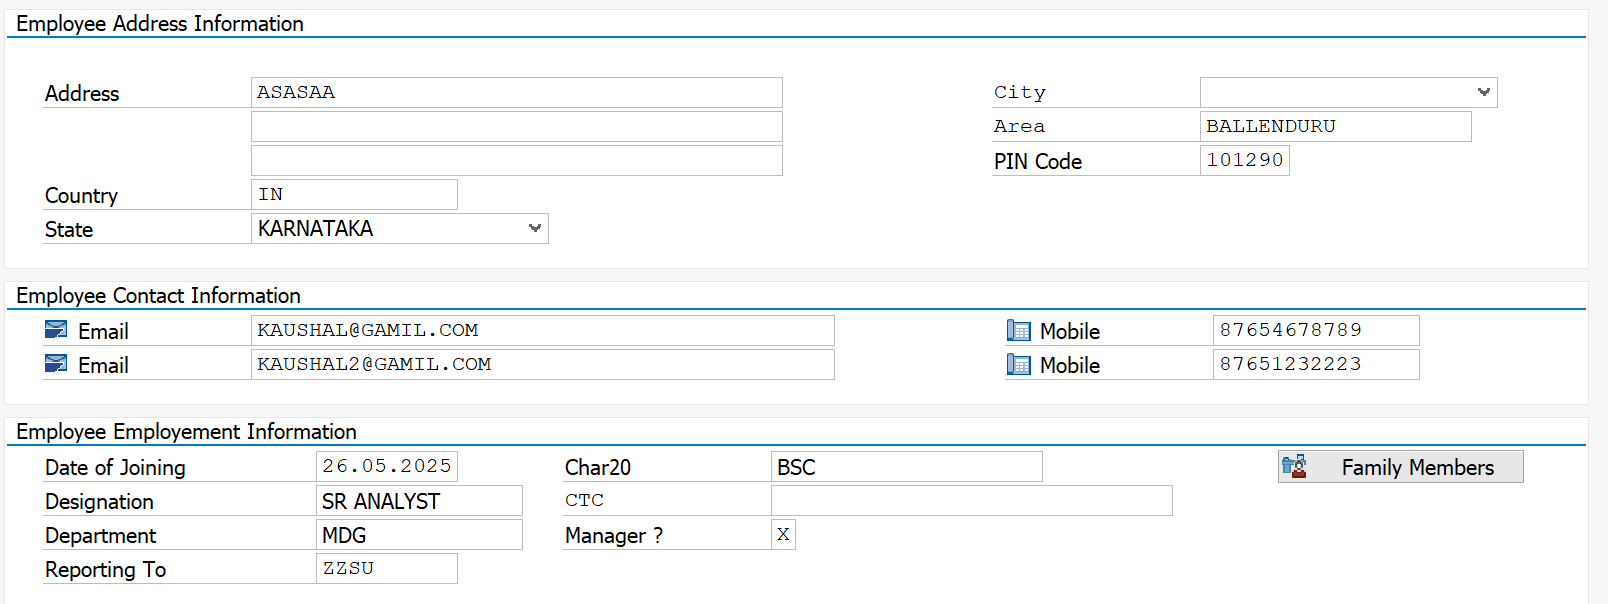 Employee Address Information
Address ASASAA City
Area BALLENDURU
PIN Code 101290
Country IN
State KARNATAKA
Employee Contact Information
Email KAUSHAL@GAMIL.COM Mobile 87654678789
Email KAUSHAL2@GAMIL.COM Mobile 87651232223
Employee Employement Information
Date of Joining 26.05.2025 Char20 BSC Family Members
Designation SR ANALYST CTC
Department MDG Manager ? X
Reporting To ZZSU